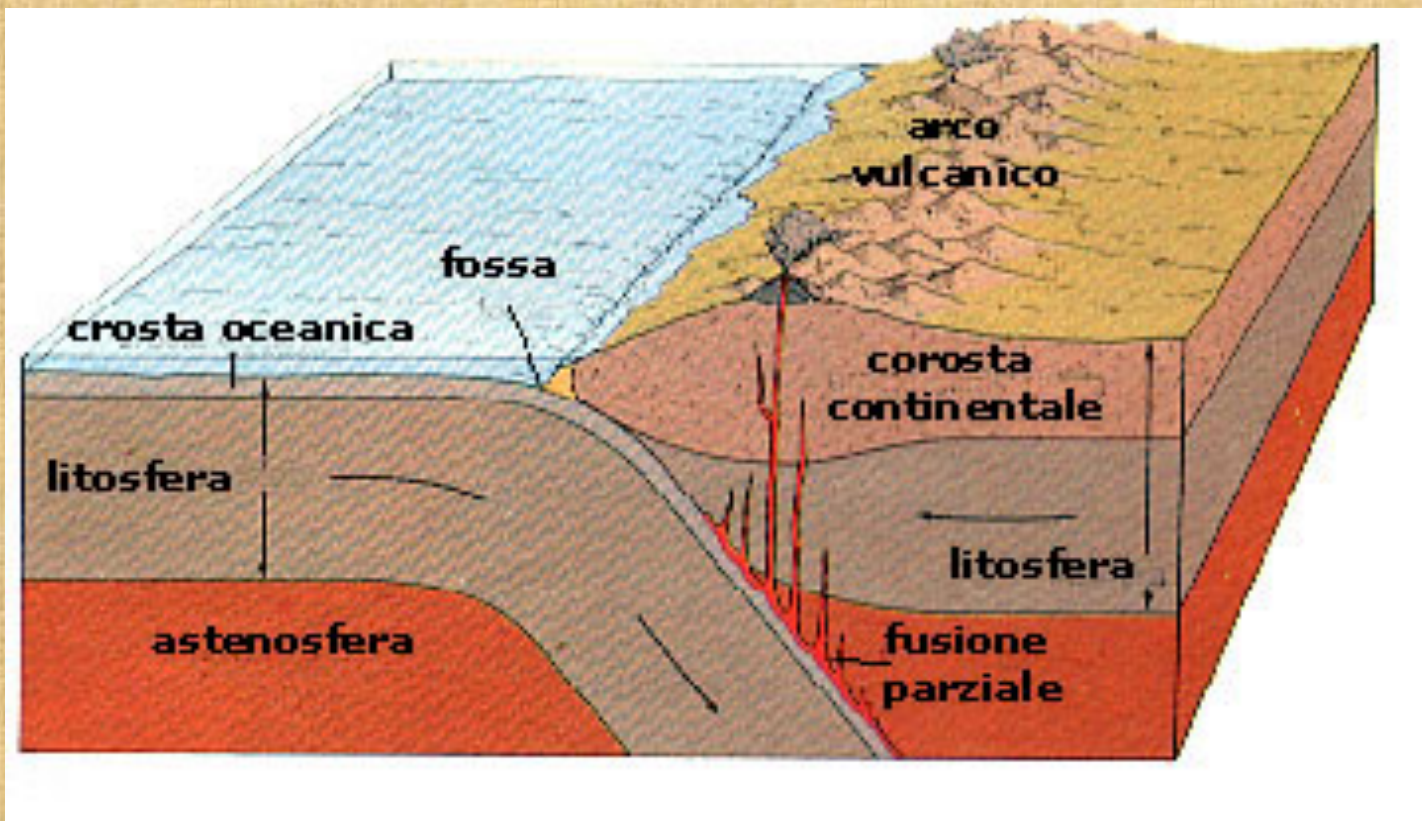 arco
vulcanico
fossa
crosta oceanica
corosta
continentale
litosfera
litosfera
astenosfera
fusione
parziale